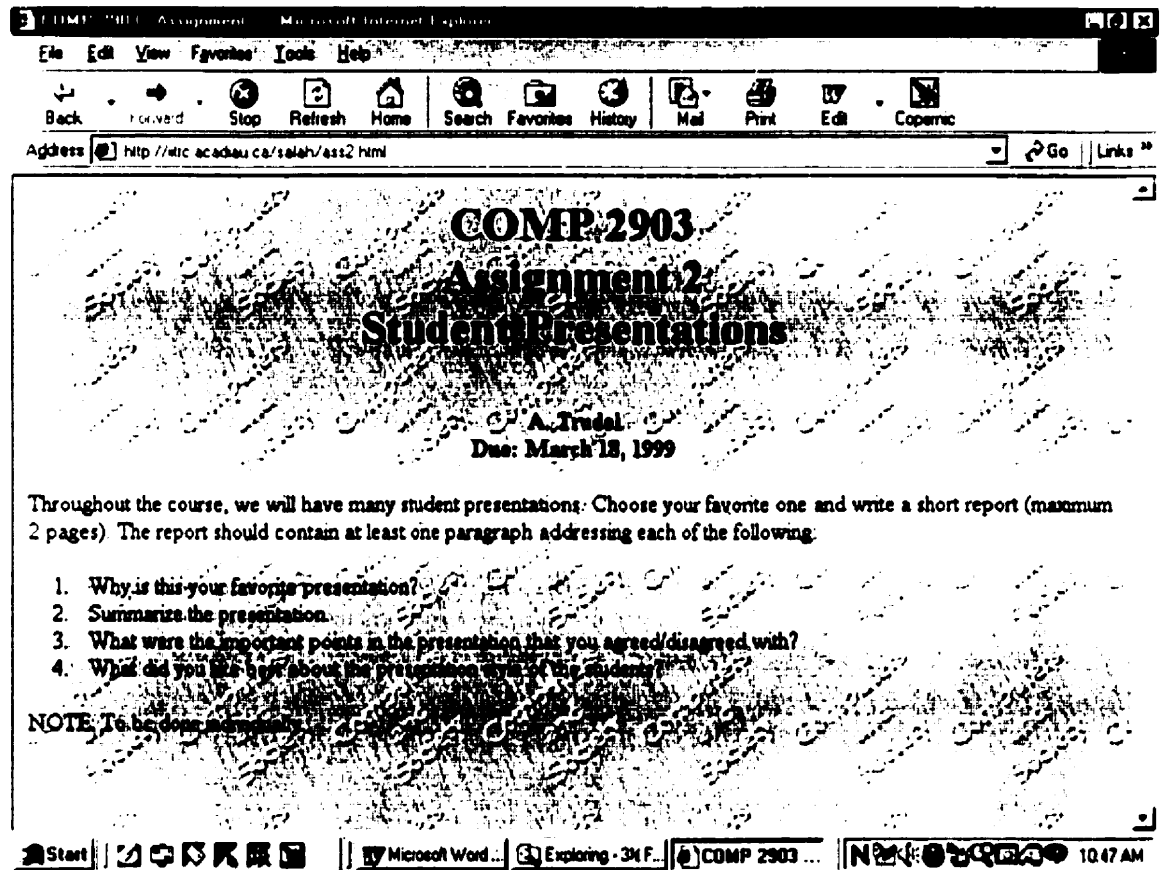 COMP 2903 Assignment - Microsoft Internet Explorer
File Edit View Favorites Tools Help
Back Forward Stop Refresh Home Search Favorites History Mail Print Edit Copernic
Address http://itrc.acadiau.ca/salah/ass2.html Go Links »
COMP 2903
Assignment 2
Student Presentations
A. Trudel
Due: March 18, 1999
Throughout the course, we will have many student presentations. Choose your favorite one and write a short report (maximum
2 pages). The report should contain at least one paragraph addressing each of the following:
1. Why is this your favorite presentation?
2. Summarize the presentation.
3. What were the important points in the presentation that you agreed/disagreed with?
4. What did you like best about the presentation style of the students?
NOTE: To be done individually.
Start Microsoft Word ... Exploring - 3½ F... COMP 2903 ... 10:47 AM